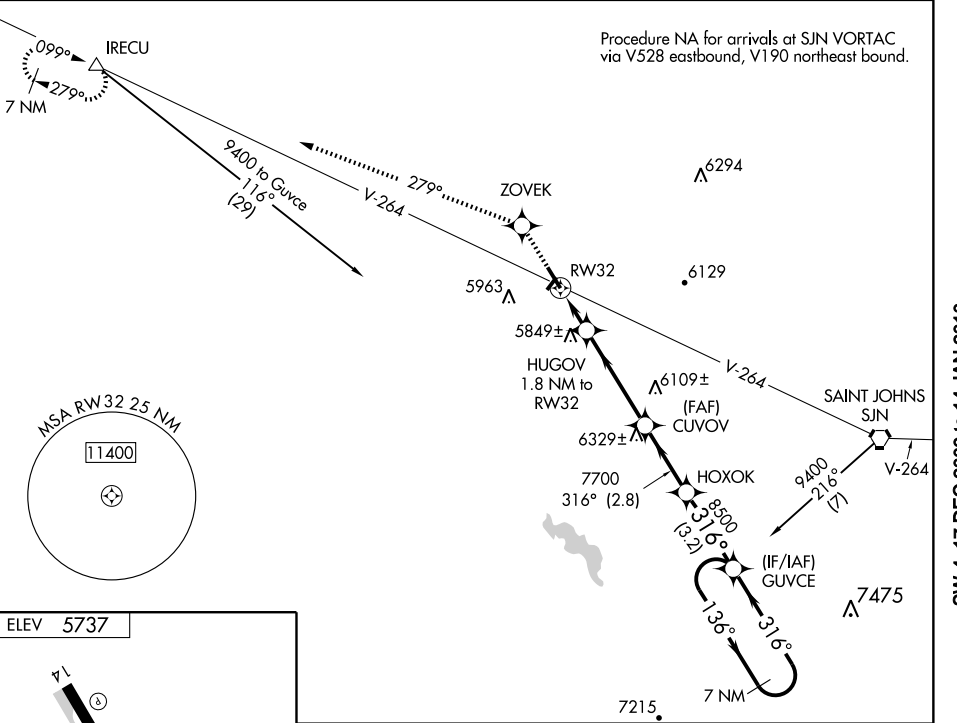 Procedure NA for arrivals at SJN VORTAC
via V528 eastbound, V190 northeast bound.
099°
IRECU
279°
7 NM
9400 to Guvce
116°
(29)
V-264
279°
ZOVEK
6294
RW32
6129
5963
5849±
HUGOV
1.8 NM to
RW32
6109±
V-264
(FAF)
CUVOV
6329±
SAINT JOHNS
SJN
V-264
9400
216°
(7)
7700
316° (2.8)
HOXOK
8500
316°
(3.2)
(IF/IAF)
GUVCE
7475
136°
316°
7 NM
7215
MSA RW32 25 NM
11400
ELEV 5737
14
P